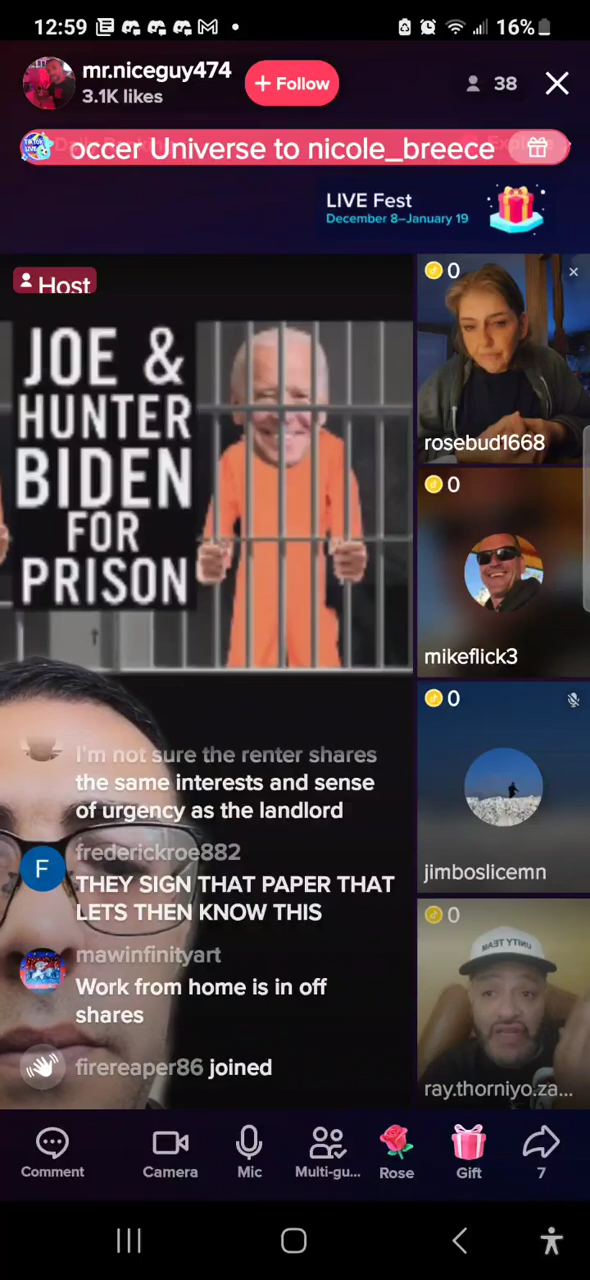 12:59
16%
mr.niceguy474
3.1K likes
+ Follow
38
occer Universe to nicole_breece
LIVE Fest
December 8–January 19
Host
JOE &
HUNTER
BIDEN
FOR
PRISON
0
rosebud1668
0
mikeflick3
0
jimboslicemn
0
UNITY TEAM
ray.thorniyo.za...
I'm not sure the renter shares
the same interests and sense
of urgency as the landlord
F
frederickroe882
THEY SIGN THAT PAPER THAT
LETS THEN KNOW THIS
mawinfinityart
Work from home is in off
shares
firereaper86 joined
Comment
Camera
Mic
Multi-gu...
Rose
Gift
7